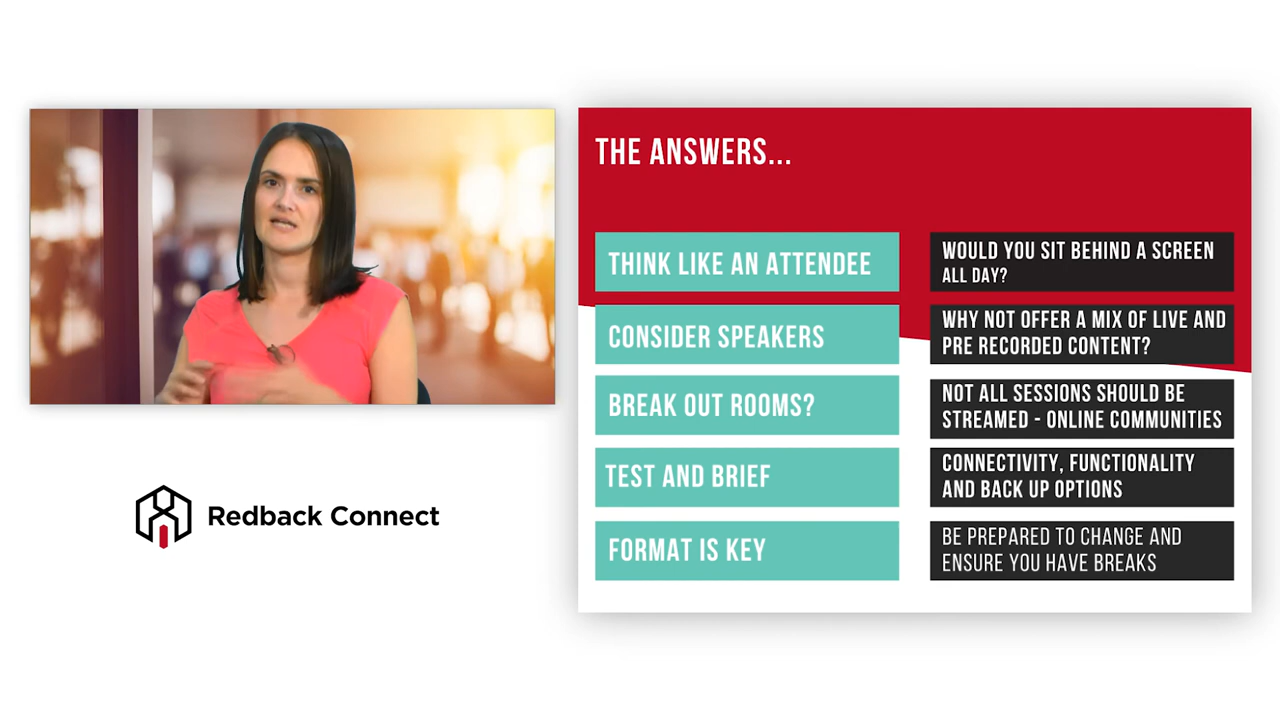 THE ANSWERS...
THINK LIKE AN ATTENDEE
WOULD YOU SIT BEHIND A SCREEN
ALL DAY?
CONSIDER SPEAKERS
WHY NOT OFFER A MIX OF LIVE AND
PRE RECORDED CONTENT?
BREAK OUT ROOMS?
NOT ALL SESSIONS SHOULD BE
STREAMED - ONLINE COMMUNITIES
TEST AND BRIEF
CONNECTIVITY, FUNCTIONALITY
AND BACK UP OPTIONS
FORMAT IS KEY
BE PREPARED TO CHANGE AND
ENSURE YOU HAVE BREAKS
Redback Connect